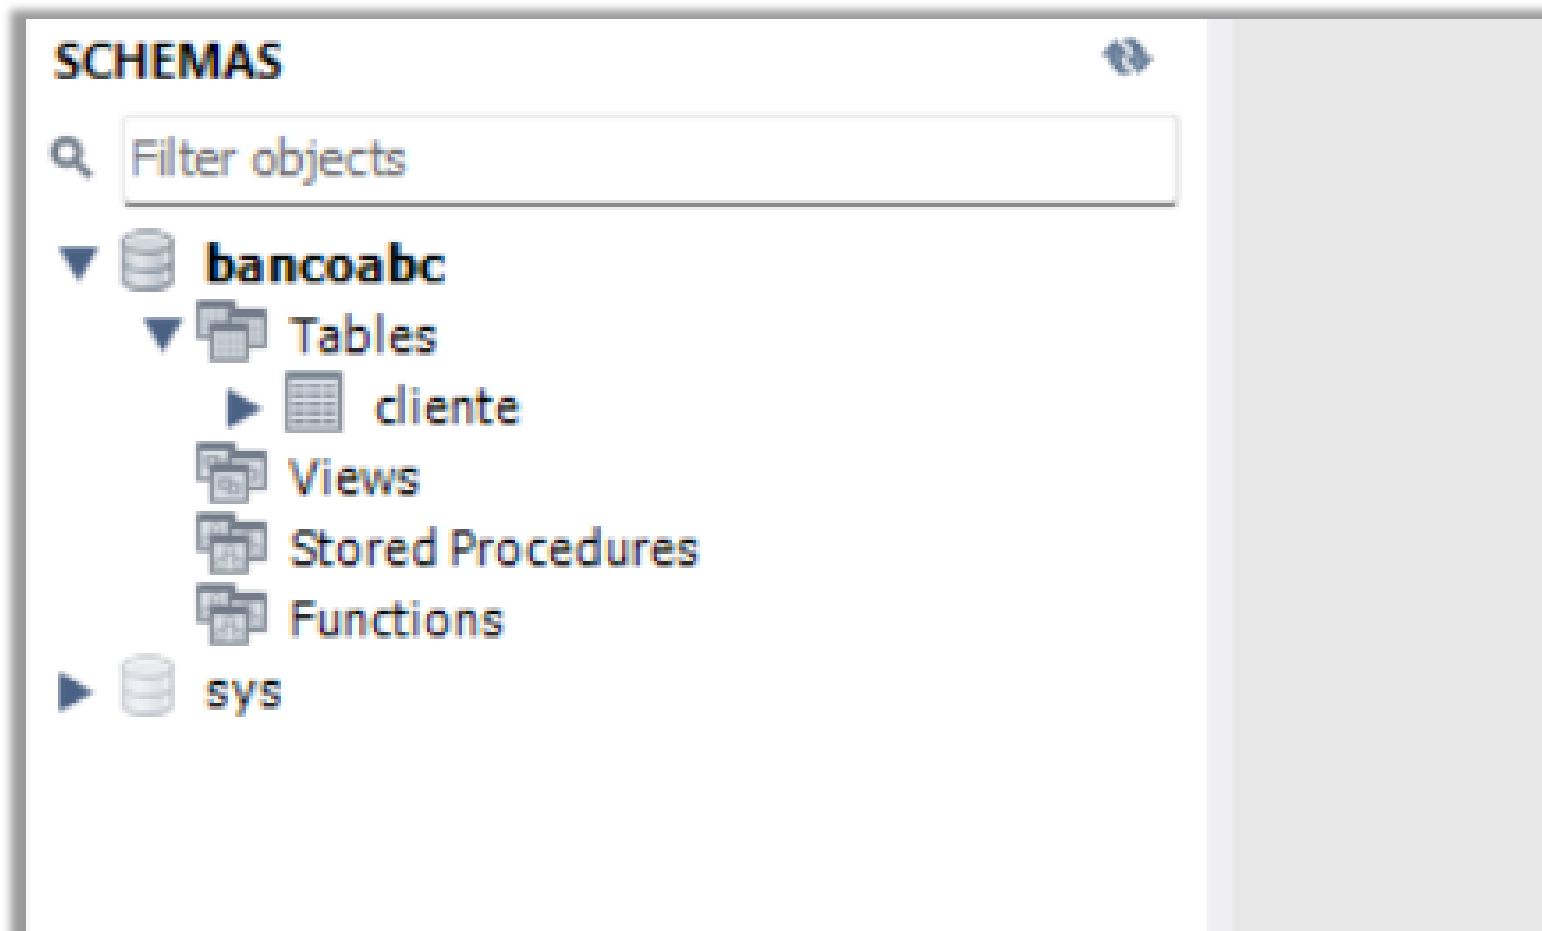 SCHEMAS
Filter objects
bancoabc
Tables
cliente
Views
Stored Procedures
Functions
sys